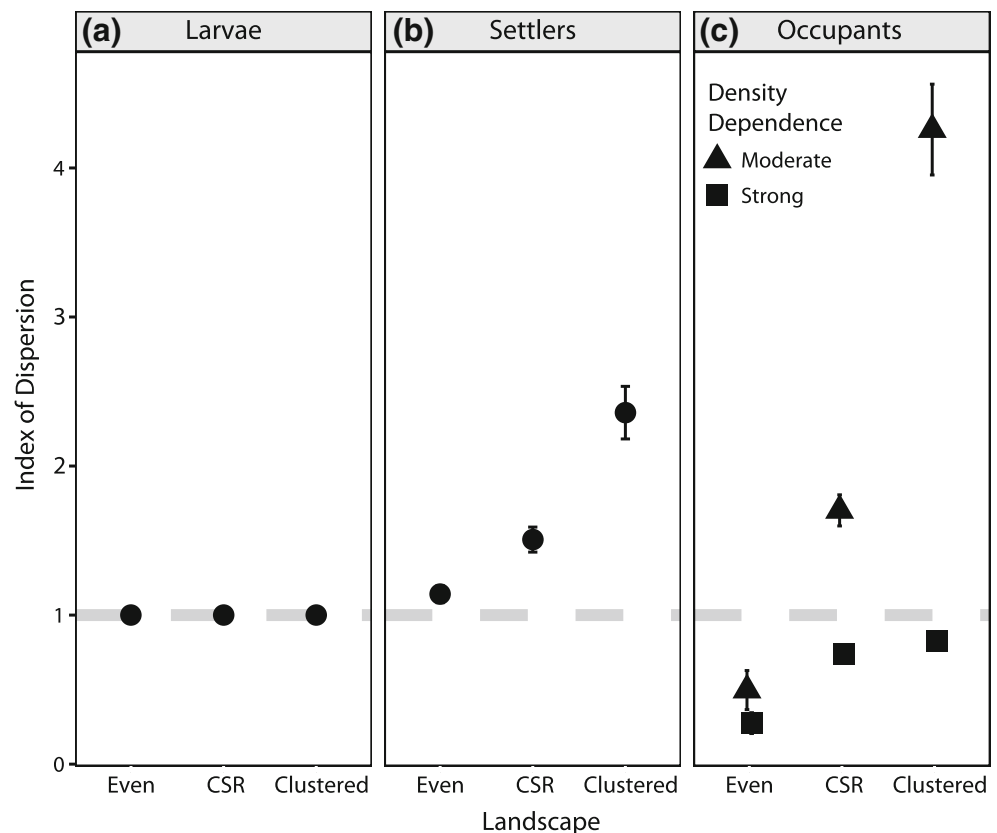 (a) Larvae
(b) Settlers
(c) Occupants
Density
Dependence
Moderate
Strong
Index of Dispersion
4
3
2
1
0
Even CSR Clustered
Even CSR Clustered
Even CSR Clustered
Landscape